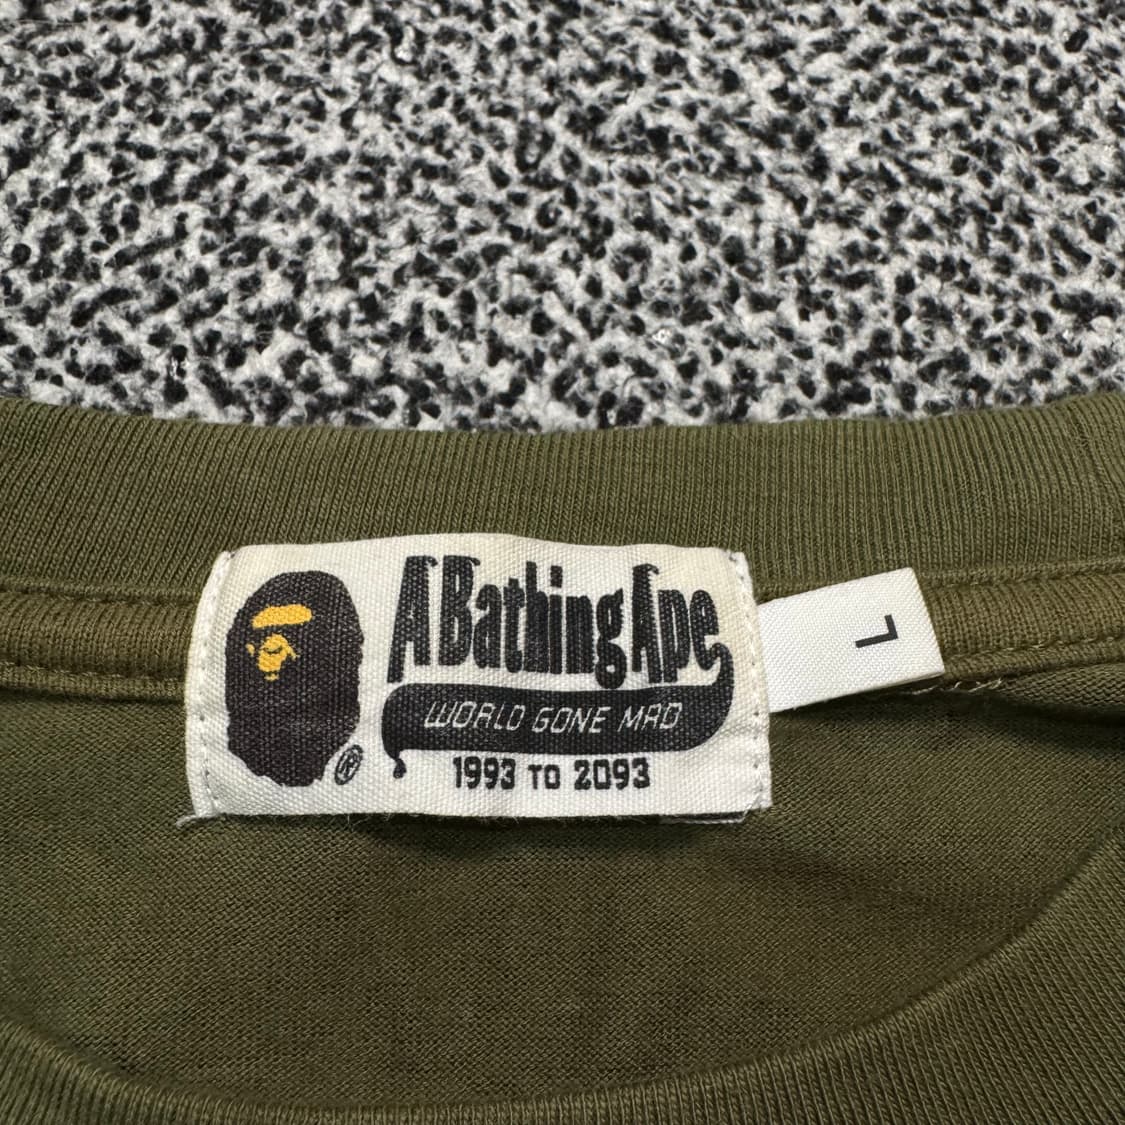 A Bathing Ape
WORLD GONE MAD
1993 TO 2093
®
L